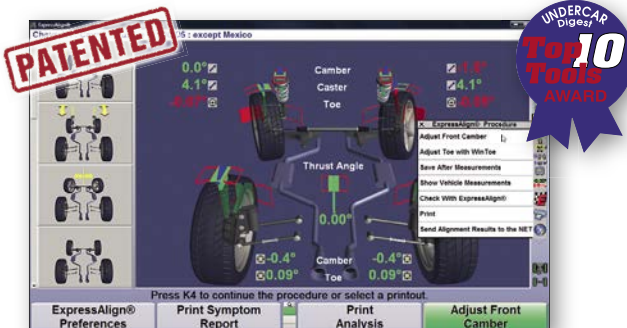 ExpressAlign®
PATENTED
: except Mexico
UNDERCAR
Digest
Top 10
Tools
AWARD
0.0°
Camber
4.1°
Caster
4.1°
Toe
ExpressAlign® Procedure
Adjust Front Camber
Adjust Toe with WinToe
Save After Measurements
Show Vehicle Measurements
Check With ExpressAlign®
Print
Send Alignment Results to the NET
Thrust Angle
0.00°
-0.4°
Camber
-0.4°
0.09°
Toe
0.09°
Press K4 to continue the procedure or select a printout.
ExpressAlign®
Preferences
Print Symptom
Report
Print
Analysis
Adjust Front
Camber